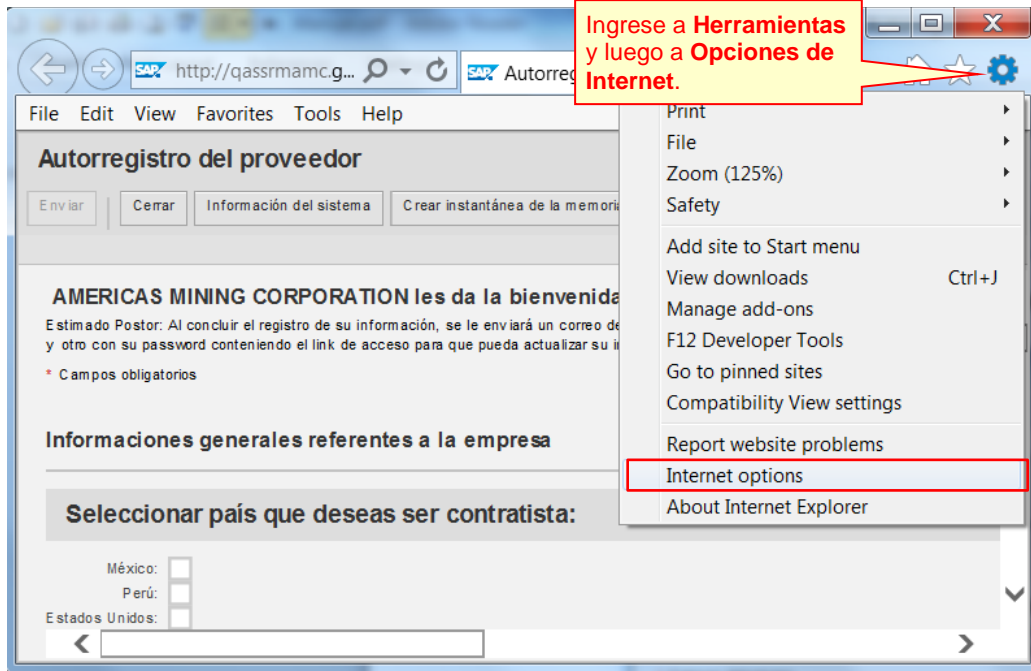 Ingrese a Herramientas
y luego a Opciones de
Internet.
SAP http://qassrmamc.g... SAP Autorreg
File Edit View Favorites Tools Help
Autorregistro del proveedor
Enviar Cerrar Información del sistema Crear instantánea de la memori
AMERICAS MINING CORPORATION les da la bienvenida
Estimado Postor: Al concluir el registro de su información, se le enviará un correo de
y otro con su password conteniendo el link de acceso para que pueda actualizar su i
* Campos obligatorios
Informaciones generales referentes a la empresa
Seleccionar país que deseas ser contratista:
México:
Perú:
Estados Unidos:
Print
File
Zoom (125%)
Safety
Add site to Start menu
View downloads Ctrl+J
Manage add-ons
F12 Developer Tools
Go to pinned sites
Compatibility View settings
Report website problems
Internet options
About Internet Explorer